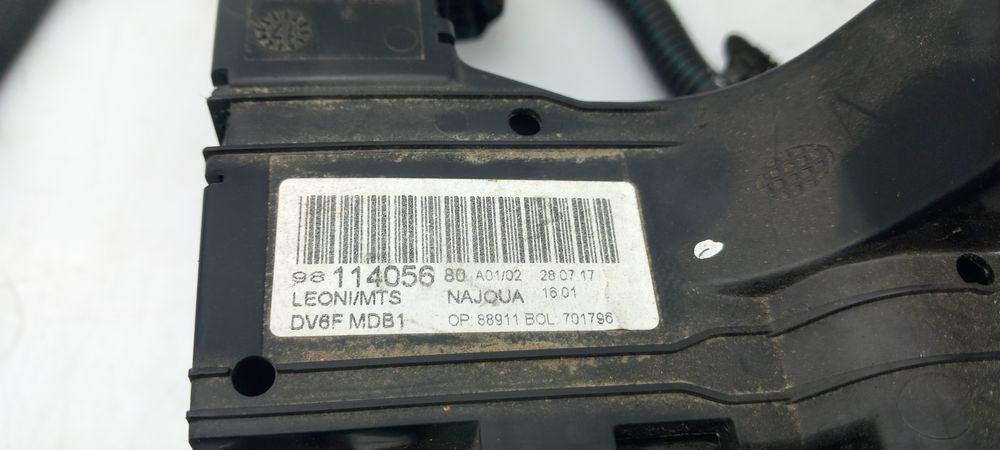 98 114056 80 A01/02 28 07 17
LEONI/MTS NAJOUA 16.01
DV6F MDB1 OP: 88911 BOL: 701796